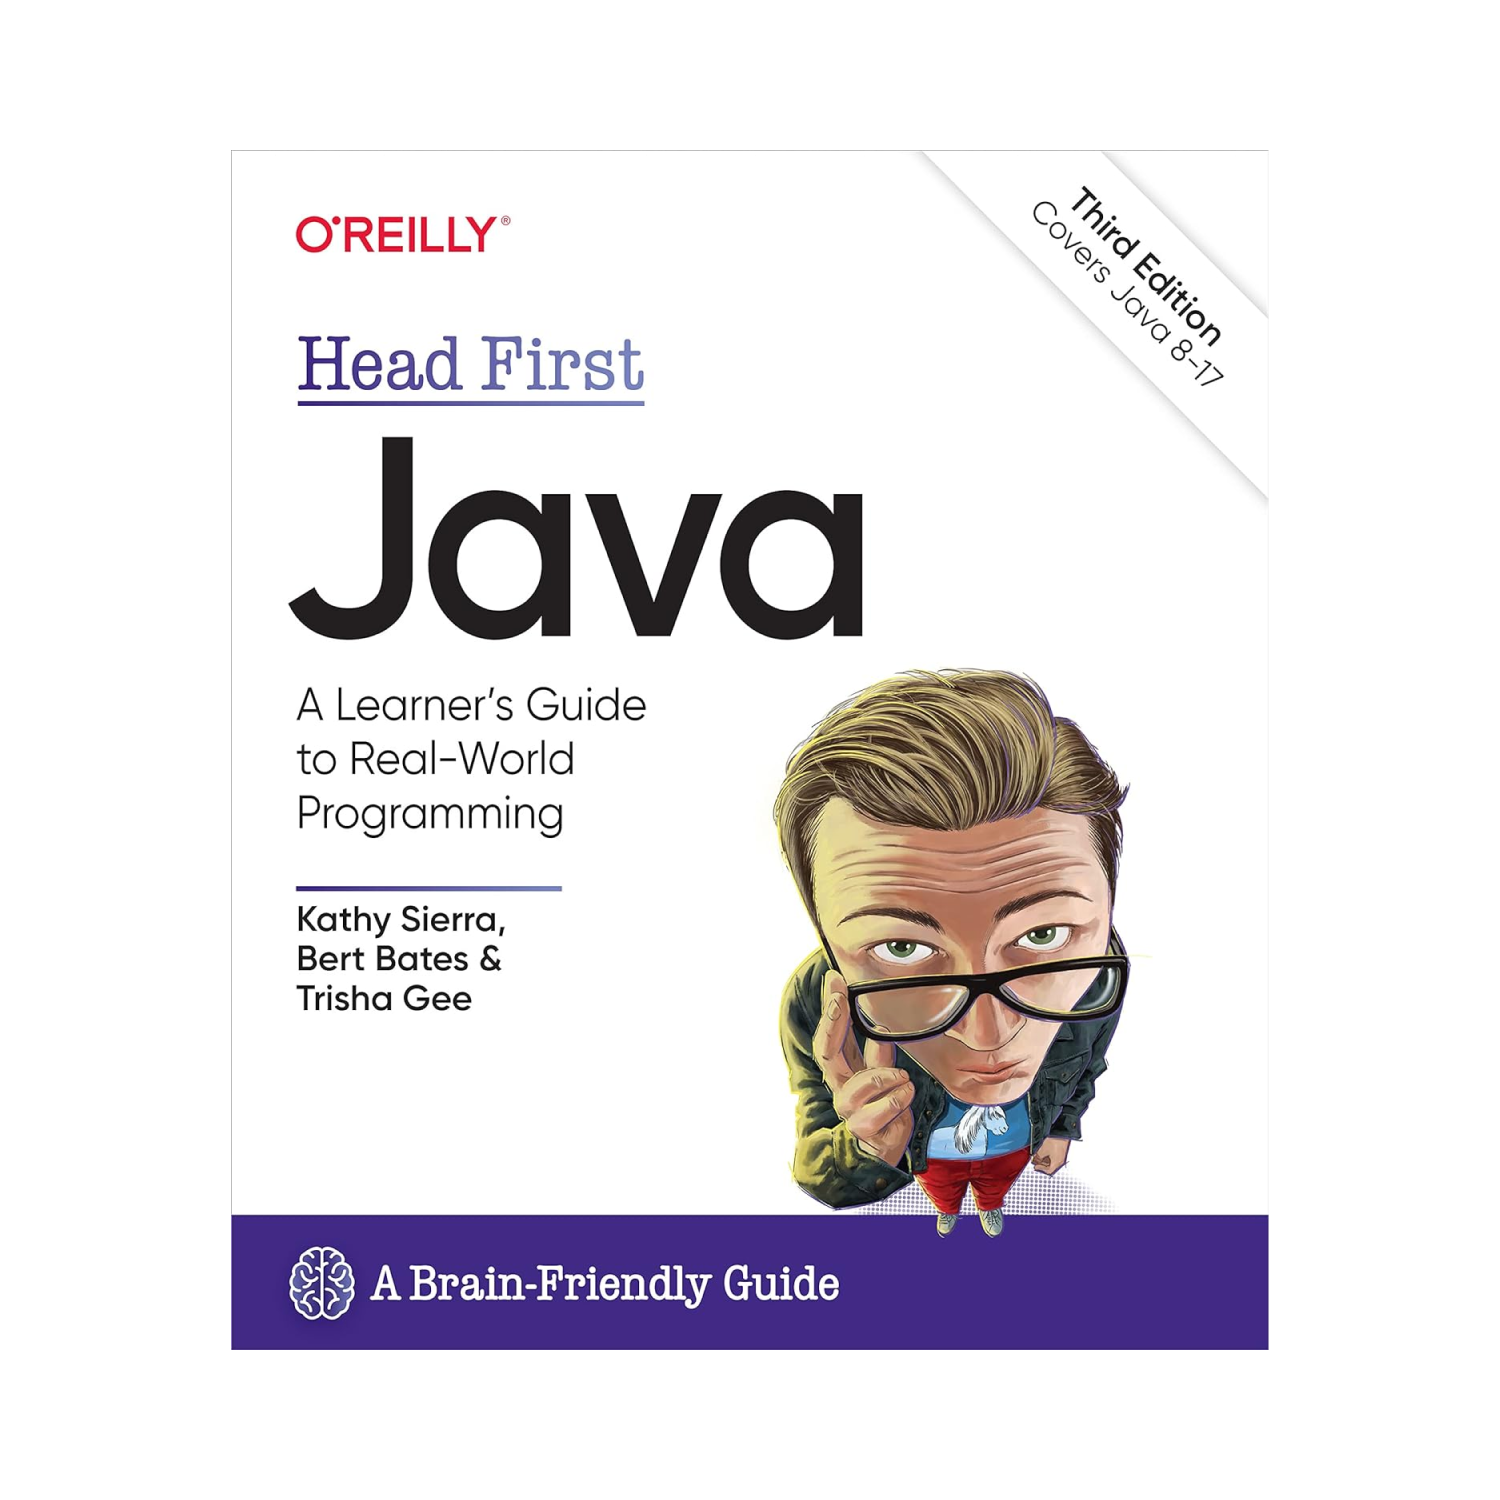 O'REILLY®
Third Edition
Covers Java 8-17
Head First
Java
A Learner's Guide
to Real-World
Programming
Kathy Sierra,
Bert Bates &
Trisha Gee
A Brain-Friendly Guide